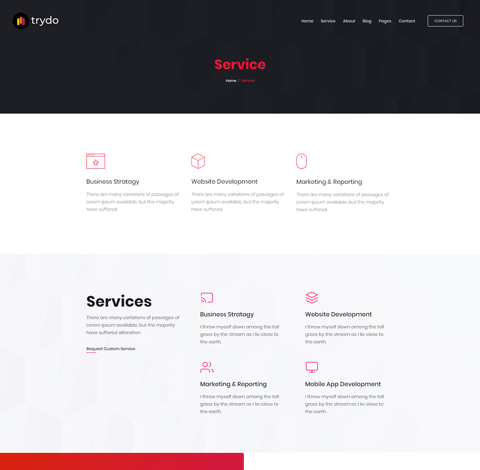 trydo
Home Service About Blog Pages Contact CONTACT US
Service
Home / Service
Business Stratagy
There are many variations of passages of
Lorem Ipsum available, but the majority
have suffered.
Website Development
There are many variations of passages of
Lorem Ipsum available, but the majority
have suffered.
Marketing & Reporting
There are many variations of passages of
Lorem Ipsum available, but the majority
have suffered.
Services
There are many variations of passages of
Lorem Ipsum available, but the majority
have suffered alteration.
Request Custom Service
Business Stratagy
I throw myself down among the tall
grass by the stream as I lie close to
the earth.
Website Development
I throw myself down among the tall
grass by the stream as I lie close to
the earth.
Marketing & Reporting
I throw myself down among the tall
grass by the stream as I lie close to
the earth.
Mobile App Development
I throw myself down among the tall
grass by the stream as I lie close to
the earth.